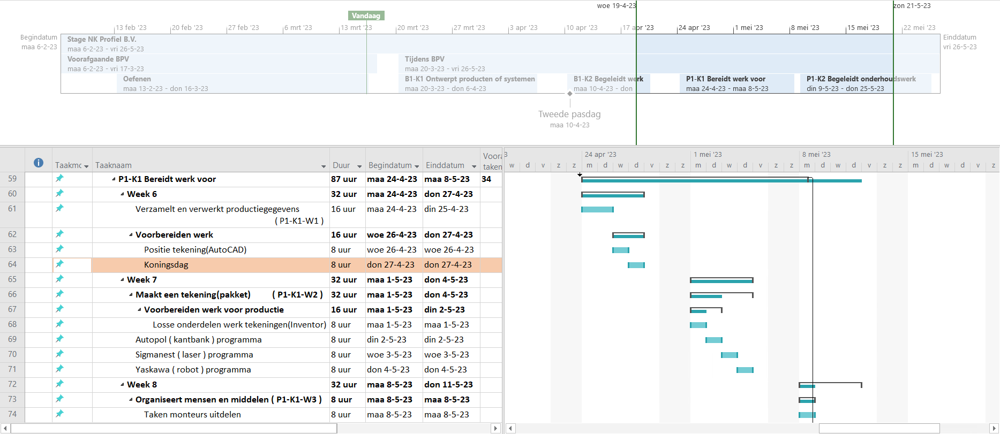 woe 19-4-23 zon 21-5-23
Vandaag
13 feb '23 20 feb '23 27 feb '23 6 mrt '23 13 mrt '23 20 mrt '23 27 mrt '23 3 apr '23 10 apr '23 17 apr '23 24 apr '23 1 mei '23 8 mei '23 15 mei '23 22 mei '23
Begindatum
maa 6-2-23
Stage NK Profiel B.V.
maa 6-2-23 - vri 26-5-23
Einddatum
vri 26-5-23
Voorafgaande BPV
maa 6-2-23 - vri 17-3-23
Tijdens BPV
maa 20-3-23 - vri 26-5-23
Oefenen
maa 13-2-23 - don 16-3-23
B1-K1 Ontwerpt producten of systemen
maa 20-3-23 - don 6-4-23
B1-K2 Begeleidt werk
maa 10-4-23 - don
P1-K1 Bereidt werk voor
maa 24-4-23 - maa 8-5-23
P1-K2 Begeleidt onderhoudswerk
din 9-5-23 - don 25-5-23
Tweede pasdag
maa 10-4-23
Taakmo Taaknaam Duur Begindatum Einddatum Voora
taken
3 24 apr '23 1 mei '23 8 mei '23 15 mei '23
w d v z z m d w d v z z m d w d v z z m d w d v z z m d w d v z
59 P1-K1 Bereidt werk voor 87 uur maa 24-4-23 maa 8-5-23 34
60 Week 6 32 uur maa 24-4-23 don 27-4-23
61 Verzamelt en verwerkt productiegegevens 16 uur maa 24-4-23 din 25-4-23
( P1-K1-W1 )
62 Voorbereiden werk 16 uur woe 26-4-23 don 27-4-23
63 Positie tekening(AutoCAD) 8 uur woe 26-4-23 woe 26-4-23
64 Koningsdag 8 uur don 27-4-23 don 27-4-23
65 Week 7 32 uur maa 1-5-23 don 4-5-23
66 Maakt een tekening(pakket) ( P1-K1-W2 ) 32 uur maa 1-5-23 don 4-5-23
67 Voorbereiden werk voor productie 16 uur maa 1-5-23 din 2-5-23
68 Losse onderdelen werk tekeningen(Inventor) 8 uur maa 1-5-23 maa 1-5-23
69 Autopol ( kantbank ) programma 8 uur din 2-5-23 din 2-5-23
70 Sigmanest ( laser ) programma 8 uur woe 3-5-23 woe 3-5-23
71 Yaskawa ( robot ) programma 8 uur don 4-5-23 don 4-5-23
72 Week 8 32 uur maa 8-5-23 don 11-5-23
73 Organiseert mensen en middelen ( P1-K1-W3 ) 8 uur maa 8-5-23 maa 8-5-23
74 Taken monteurs uitdelen 8 uur maa 8-5-23 maa 8-5-23